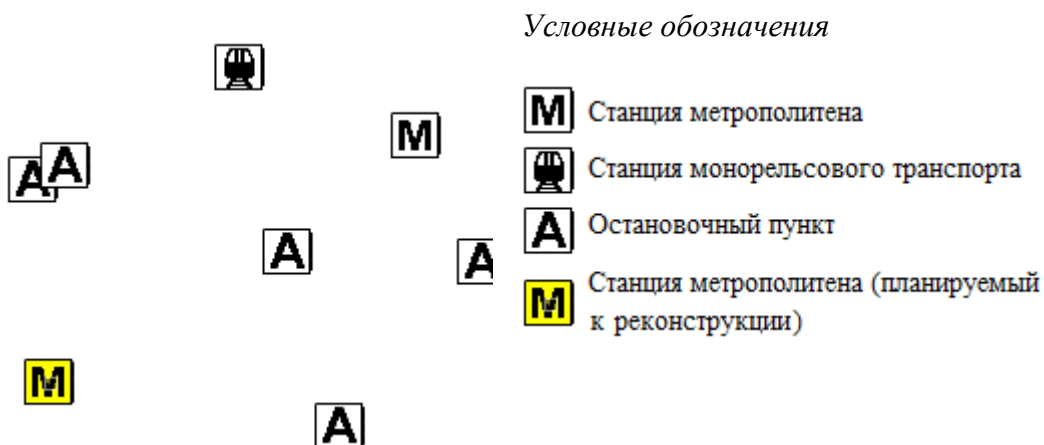 Условные обозначения
М Станция метрополитена
М
Станция монорельсового транспорта
А А
А Остановочный пункт
А А
М Станция метрополитена (планируемый
к реконструкции)
М
А